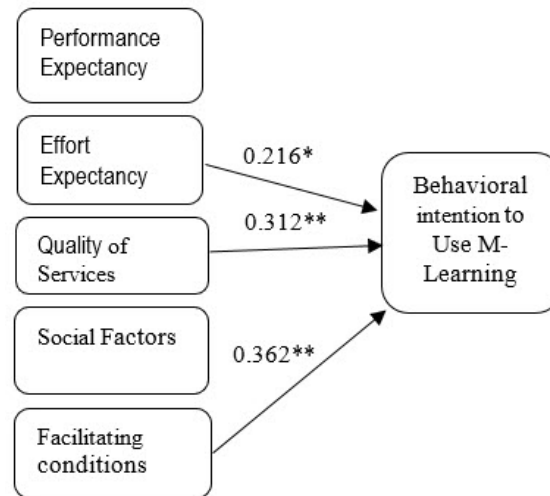 Performance
Expectancy
Effort
Expectancy
0.216*
Quality of
Services
0.312**
Behavioral
intention to
Use M-
Learning
Social Factors
0.362**
Facilitating
conditions